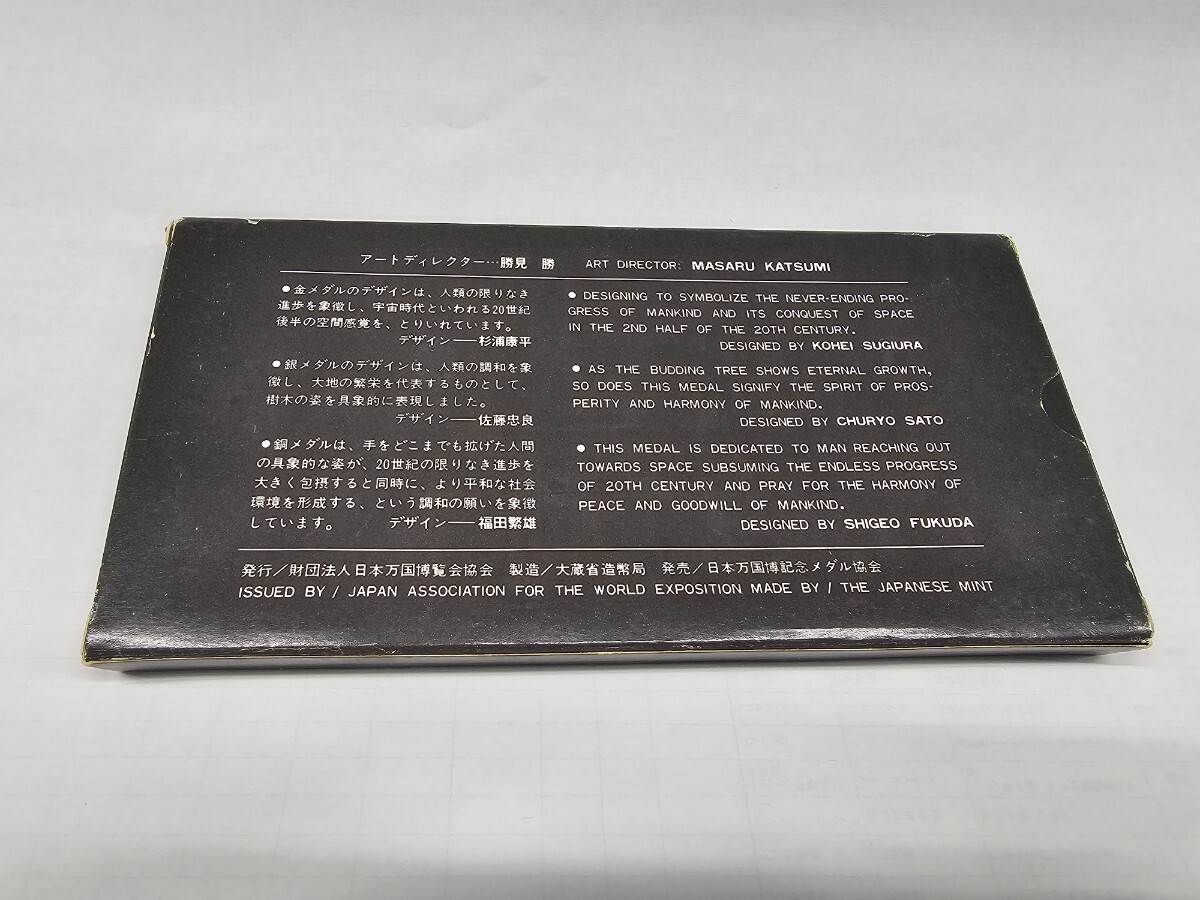 アートディレクター…勝見 勝 ART DIRECTOR: MASARU KATSUMI
●金メダルのデザインは、人類の限りなき
進歩を象徴し、宇宙時代といわれる20世紀
後半の空間感覚を、とりいれています。
デザイン──杉浦康平
●銀メダルのデザインは、人類の調和を象
徴し、大地の繁栄を代表するものとして、
樹木の姿を具象的に表現しました。
デザイン──佐藤忠良
●銅メダルは、手をどこまでも拡げた人間
の具象的な姿が、20世紀の限りなき進歩を
大きく包摂すると同時に、より平和な社会
環境を形成する、という調和の願いを象徴
しています。 デザイン──福田繁雄
● DESIGNING TO SYMBOLIZE THE NEVER-ENDING PRO-
GRESS OF MANKIND AND ITS CONQUEST OF SPACE
IN THE 2ND HALF OF THE 20TH CENTURY.
DESIGNED BY KOHEI SUGIURA
● AS THE BUDDING TREE SHOWS ETERNAL GROWTH,
SO DOES THIS MEDAL SIGNIFY THE SPIRIT OF PROS-
PERITY AND HARMONY OF MANKIND.
DESIGNED BY CHURYO SATO
● THIS MEDAL IS DEDICATED TO MAN REACHING OUT
TOWARDS SPACE SUBSUMING THE ENDLESS PROGRESS
OF 20TH CENTURY AND PRAY FOR THE HARMONY OF
PEACE AND GOODWILL OF MANKIND.
DESIGNED BY SHIGEO FUKUDA
発行/財団法人日本万国博覧会協会 製造/大蔵省造幣局 発売/日本万国博記念メダル協会
ISSUED BY / JAPAN ASSOCIATION FOR THE WORLD EXPOSITION MADE BY / THE JAPANESE MINT